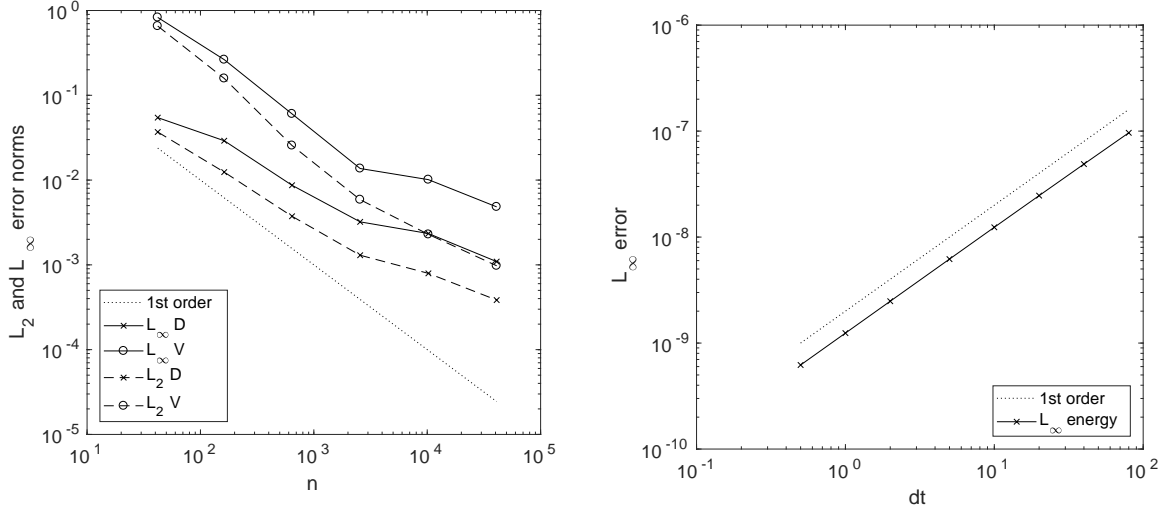 10^0
10^-1
10^-2
10^-3
10^-4
10^-5
L_2 and L_∞ error norms
1st order
L_∞ D
L_∞ V
L_2 D
L_2 V
10^1
10^2
10^3
10^4
10^5
n
10^-6
10^-7
10^-8
10^-9
10^-10
L_∞ error
1st order
L_∞ energy
10^-1
10^0
10^1
10^2
dt